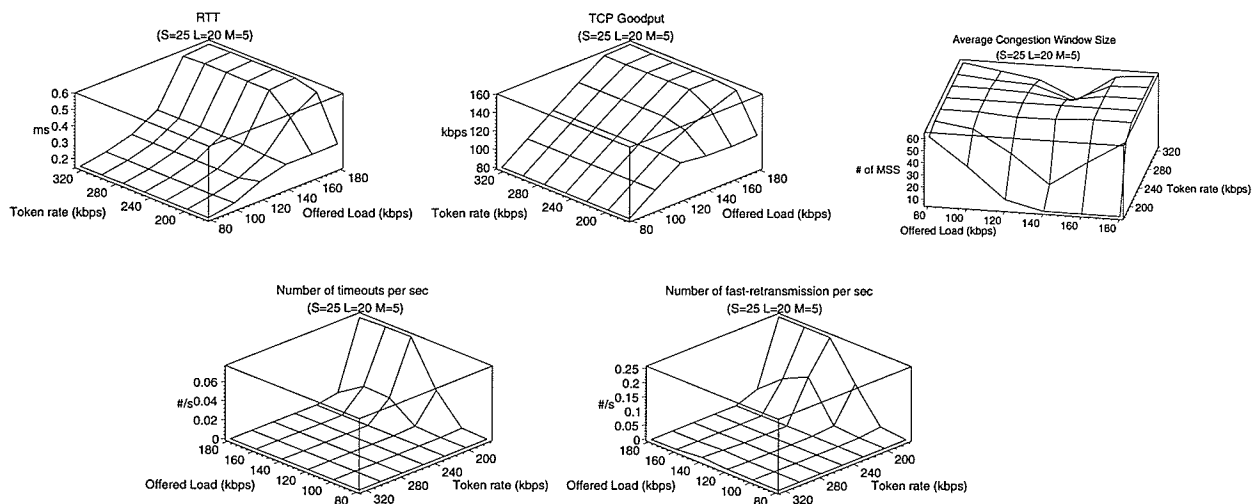 RTT
(S=25 L=20 M=5)
0.6
0.5
ms 0.4
0.3
0.2
320
280
240
200
Token rate (kbps)
80
100
120
140
160
180
Offered Load (kbps)
TCP Goodput
(S=25 L=20 M=5)
160
140
kbps 120
100
80
320
280
240
200
Token rate (kbps)
80
100
120
140
160
180
Offered Load (kbps)
Average Congestion Window Size
(S=25 L=20 M=5)
60
50
40
# of MSS 30
20
10
80
100
120
140
160
180
Offered Load (kbps)
320
280
240
200
Token rate (kbps)
Number of timeouts per sec
(S=25 L=20 M=5)
0.06
0.04
#/s
0.02
0
180
160
140
120
100
80
Offered Load (kbps)
320
280
240
200
Token rate (kbps)
Number of fast-retransmission per sec
(S=25 L=20 M=5)
0.25
0.2
0.15
#/s
0.1
0.05
0
180
160
140
120
100
80
Offered Load (kbps)
320
280
240
200
Token rate (kbps)